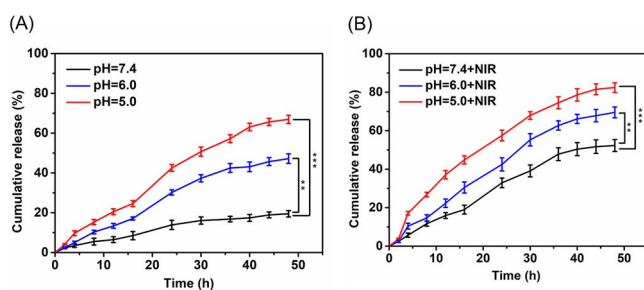 (A)
100
80
60
40
20
0
Cumulative release (%)
pH=7.4
pH=6.0
pH=5.0
**
***
0 10 20 30 40 50
Time (h)
(B)
100
80
60
40
20
0
Cumulative release (%)
pH=7.4+NIR
pH=6.0+NIR
pH=5.0+NIR
**
***
0 10 20 30 40 50
Time (h)